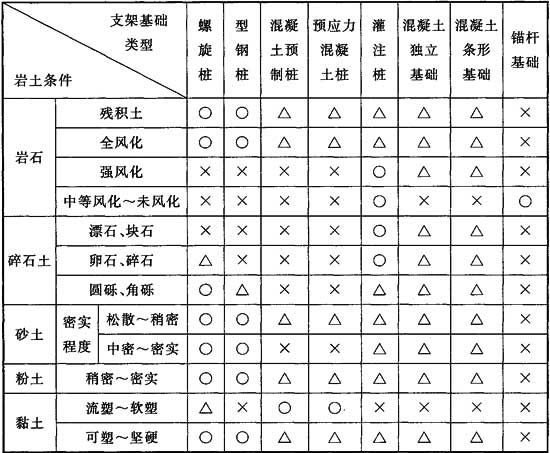 支架基础类型 岩土条件 螺旋桩 型钢桩 混凝土预制桩 预应力混凝土桩 灌注桩 混凝土独立基础 混凝土条形基础 锚杆基础
岩石 残积土 ○ ○ △ △ △ △ △ ×
全风化 ○ ○ △ △ △ △ △ ×
强风化 × × × × ○ △ △ ×
中等风化～未风化 × × × × ○ × × ○
碎石土 漂石、块石 × × × × ○ △ △ ×
卵石、碎石 △ × × × ○ △ △ ×
圆砾、角砾 ○ △ × × △ △ △ ×
砂土 密实程度 松散～稍密 ○ ○ △ △ △ △ △ ×
中密～密实 ○ ○ × × △ △ △ ×
粉土 稍密～密实 ○ ○ △ △ △ △ △ ×
黏土 流塑～软塑 △ × ○ ○ × × × ×
可塑～坚硬 ○ ○ △ △ △ △ △ ×